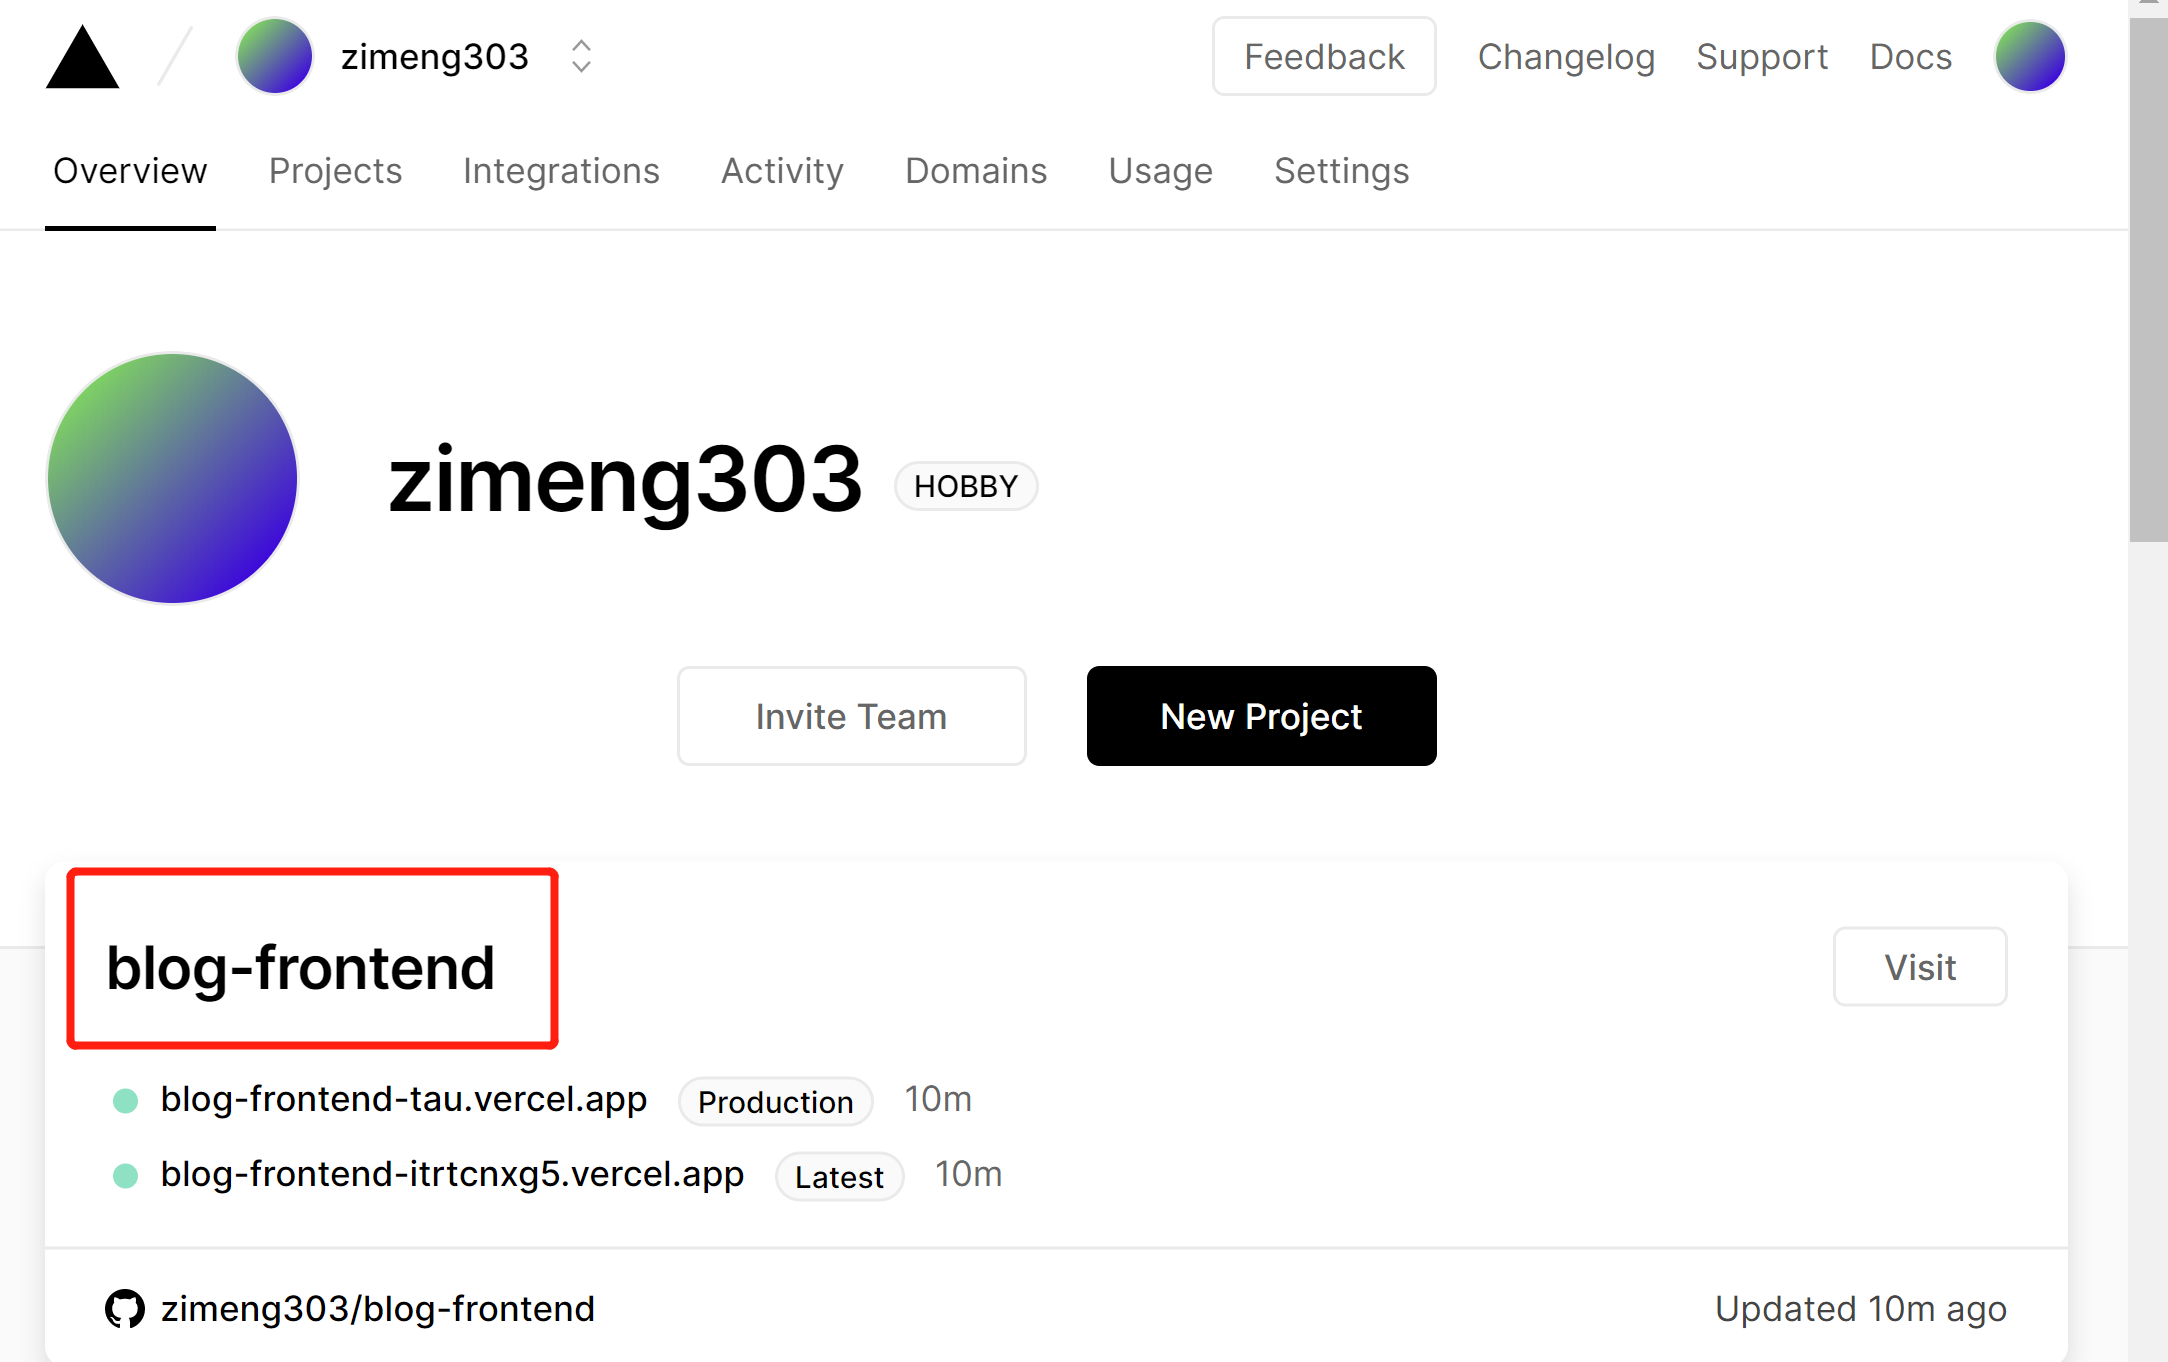 zimeng303 Feedback Changelog Support Docs
Overview Projects Integrations Activity Domains Usage Settings
zimeng303 HOBBY
Invite Team New Project
blog-frontend Visit
blog-frontend-tau.vercel.app Production 10m
blog-frontend-itrtcnxg5.vercel.app Latest 10m
zimeng303/blog-frontend Updated 10m ago